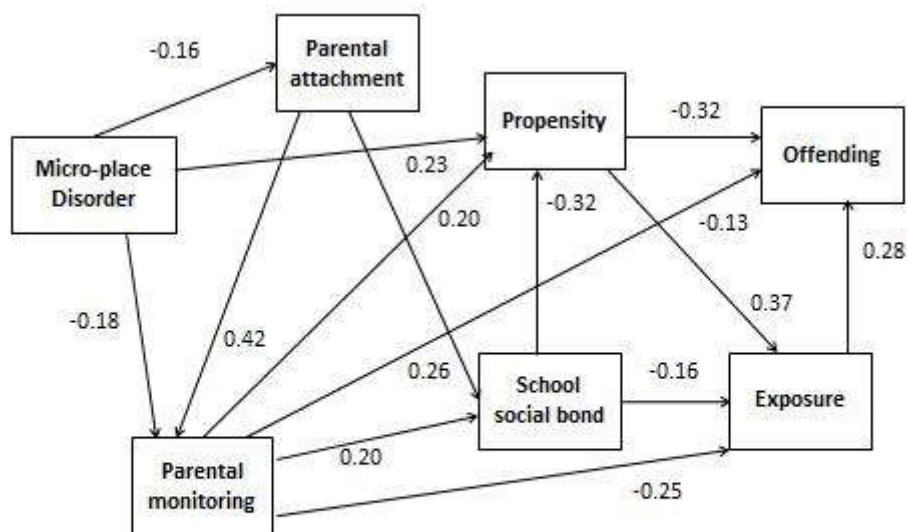 -0.16
Parental
attachment
Propensity
-0.32
Offending
Micro-place
Disorder
0.23
0.20
-0.32
-0.13
0.28
-0.18
0.42
0.26
0.37
School
social bond
-0.16
Exposure
0.20
Parental
monitoring
-0.25